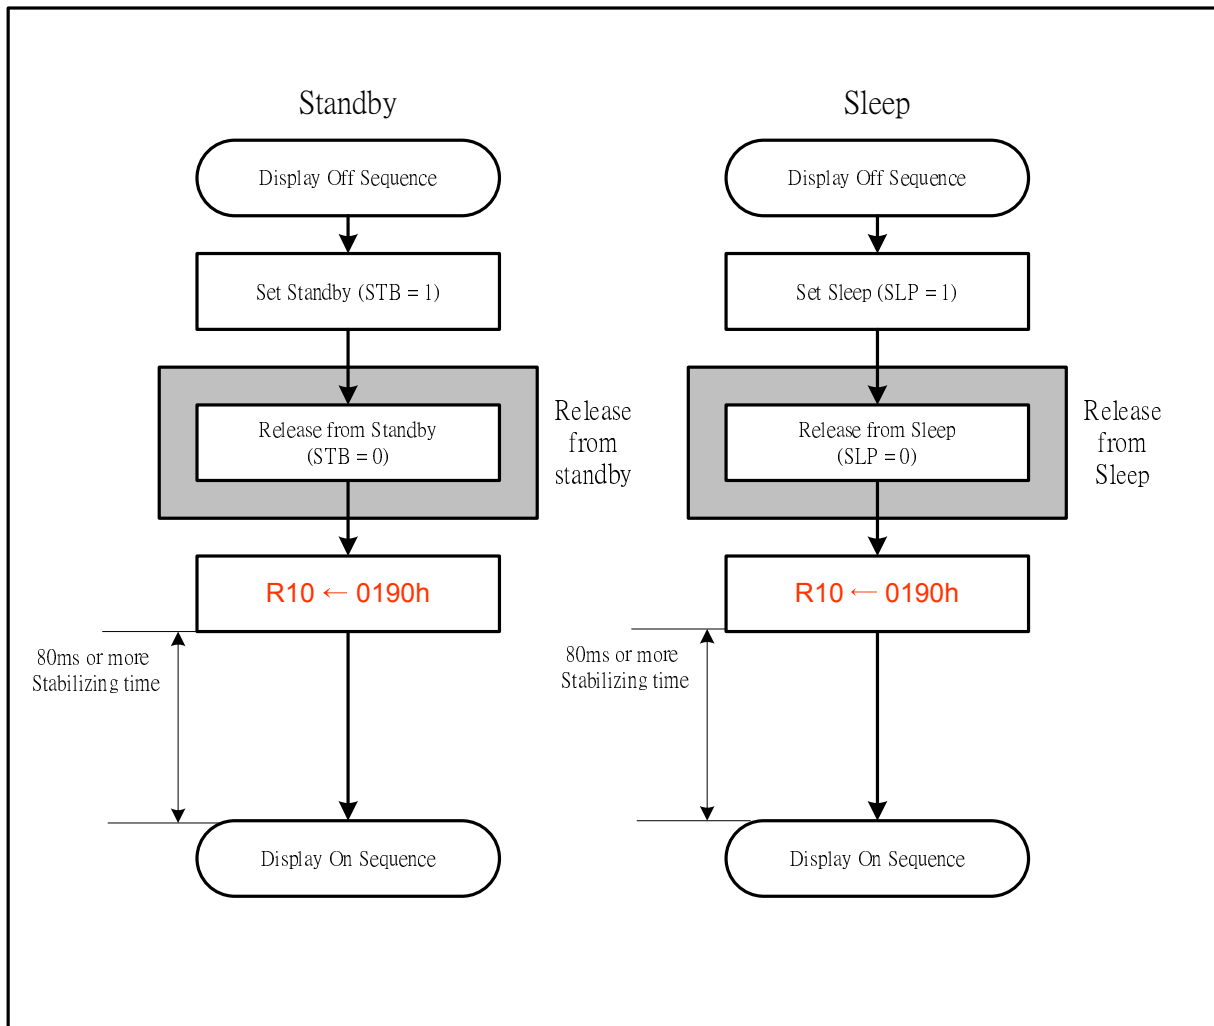 Standby
Display Off Sequence
Set Standby (STB = 1)
Release from Standby
(STB = 0)
Release
from
standby
R10 ← 0190h
80ms or more
Stabilizing time
Display On Sequence
Sleep
Display Off Sequence
Set Sleep (SLP = 1)
Release from Sleep
(SLP = 0)
Release
from
Sleep
R10 ← 0190h
80ms or more
Stabilizing time
Display On Sequence